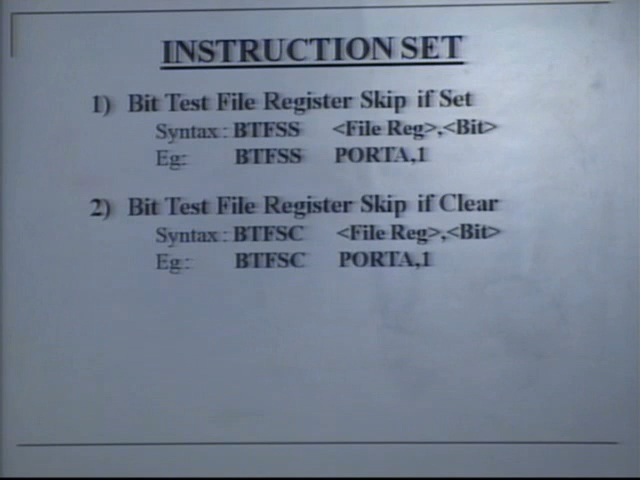 INSTRUCTION SET
1) Bit Test File Register Skip if Set
Syntax : BTFSS <File Reg>,<Bit>
Eg: BTFSS PORTA,1
2) Bit Test File Register Skip if Clear
Syntax : BTFSC <File Reg>,<Bit>
Eg: BTFSC PORTA,1